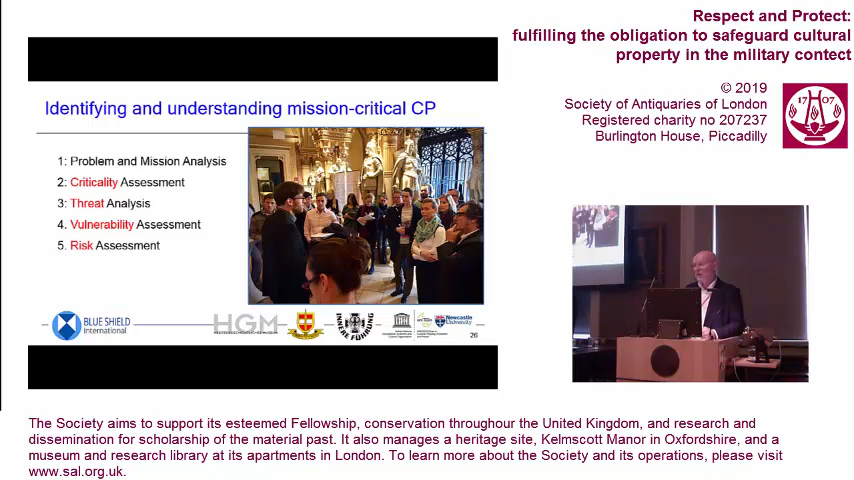 Respect and Protect:
fulfilling the obligation to safeguard cultural
property in the military contect
© 2019
Society of Antiquaries of London
Registered charity no 207237
Burlington House, Piccadilly
1707
Identifying and understanding mission-critical CP
1: Problem and Mission Analysis
2: Criticality Assessment
3: Threat Analysis
4. Vulnerability Assessment
5. Risk Assessment
BLUE SHIELD
International
HGM
INNERE FÜHRUNG
Newcastle
University
26
The Society aims to support its esteemed Fellowship, conservation throughour the United Kingdom, and research and
dissemination for scholarship of the material past. It also manages a heritage site, Kelmscott Manor in Oxfordshire, and a
museum and research library at its apartments in London. To learn more about the Society and its operations, please visit
www.sal.org.uk.